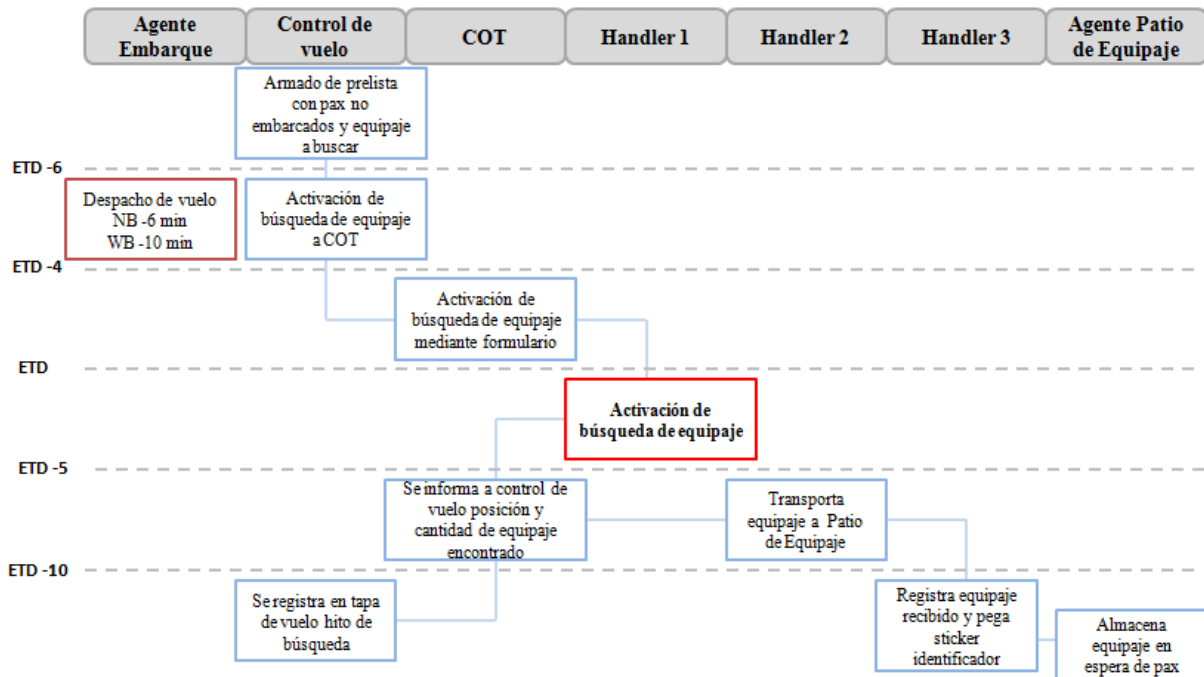 Agente
Embarque
Control de
vuelo
COT
Handler 1
Handler 2
Handler 3
Agente Patio
de Equipaje
Armado de prelista
con pax no
embarcados y equipaje
a buscar
ETD -6
Despacho de vuelo
NB -6 min
WB -10 min
Activación de
búsqueda de equipaje
a COT
ETD -4
Activación de
búsqueda de equipaje
mediante formulario
ETD
Activación de
búsqueda de equipaje
ETD -5
Se informa a control de
vuelo posición y
cantidad de equipaje
encontrado
Transporta
equipaje a Patio
de Equipaje
ETD -10
Se registra en tapa
de vuelo hito de
búsqueda
Registra equipaje
recibido y pega
sticker
identificador
Almacena
equipaje en
espera de pax